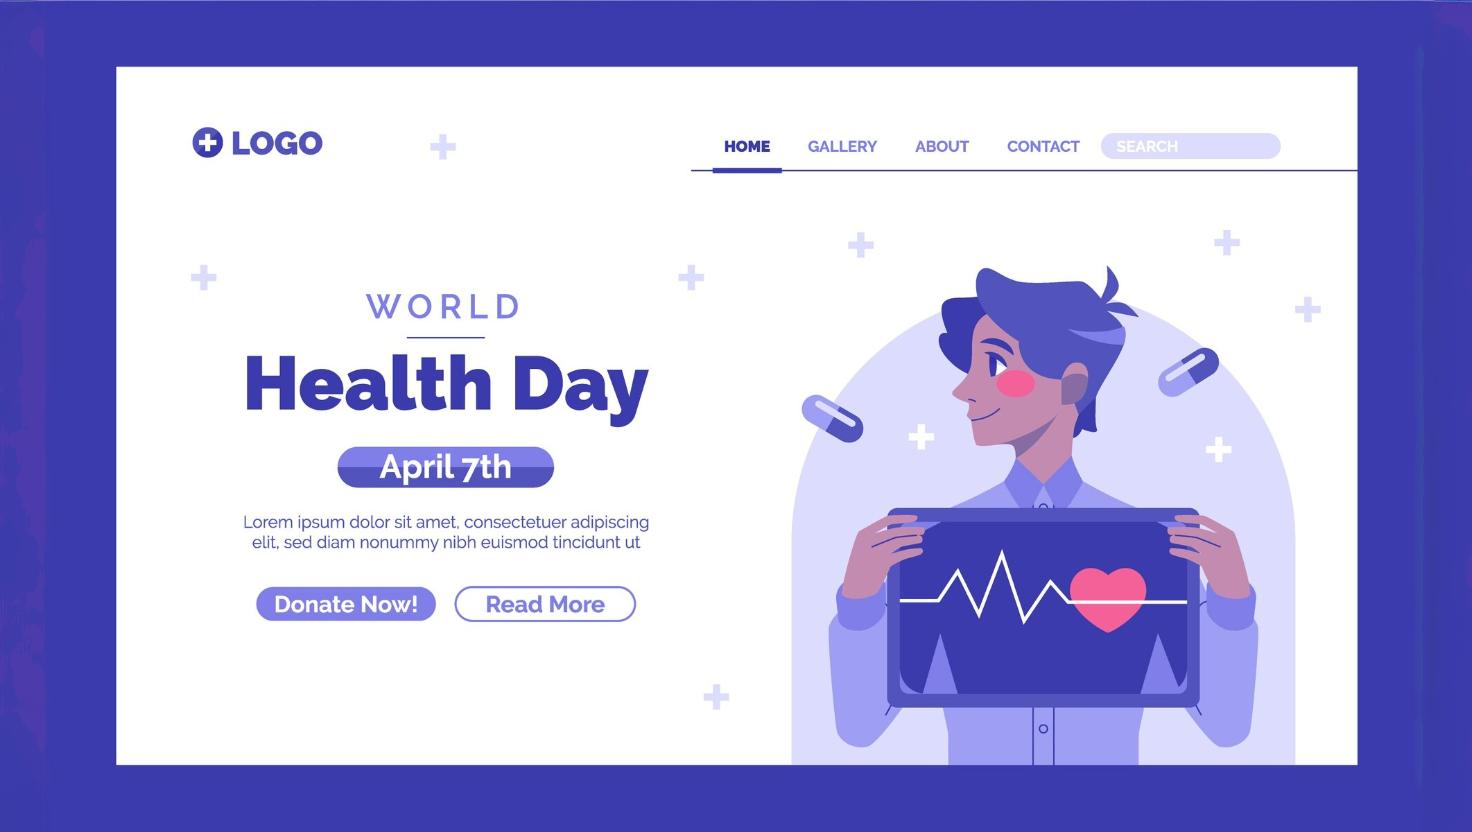 LOGO
HOME GALLERY ABOUT CONTACT SEARCH
WORLD
Health Day
April 7th
Lorem ipsum dolor sit amet, consectetuer adipiscing
elit, sed diam nonummy nibh euismod tincidunt ut
Donate Now! Read More